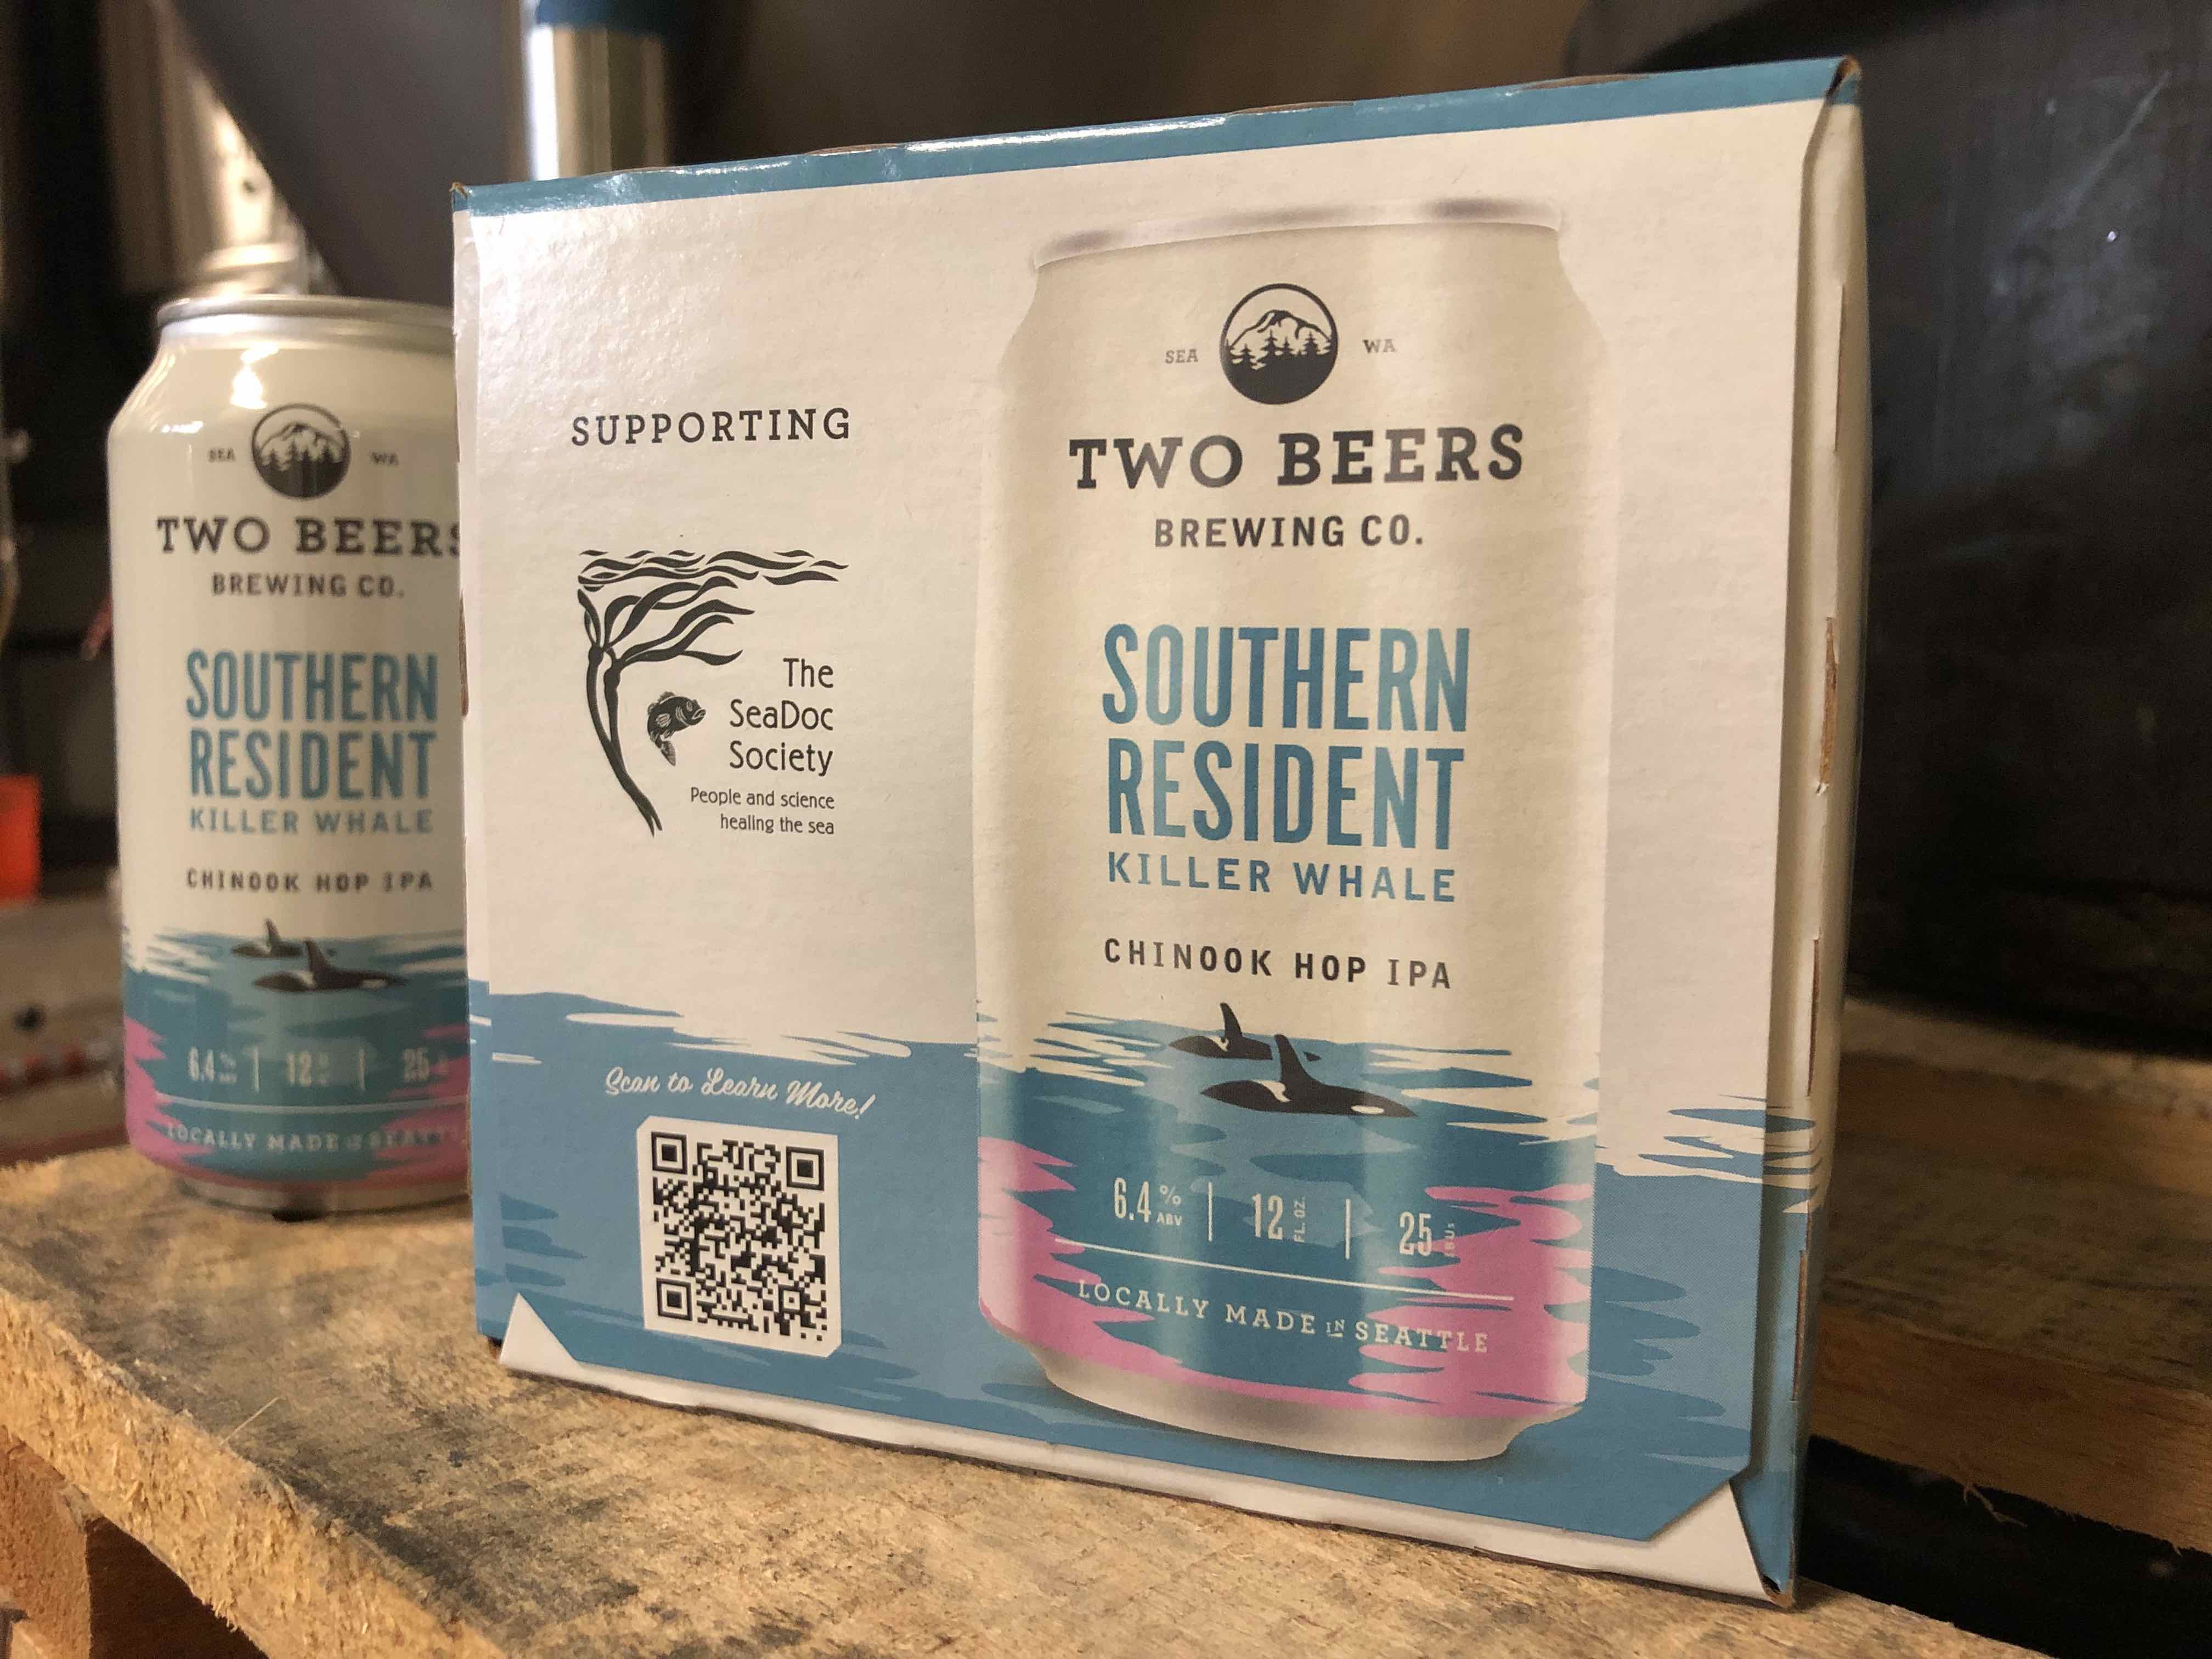 SEA WA
TWO BEERS
BREWING CO.
SOUTHERN
RESIDENT
KILLER WHALE
CHINOOK HOP IPA
6.4 % ABV | 12 | 25
LOCALLY MADE IN SEATTLE
SUPPORTING
The
SeaDoc
Society
People and science
healing the sea
Scan to Learn More!
SEA WA
TWO BEERS
BREWING CO.
SOUTHERN
RESIDENT
KILLER WHALE
CHINOOK HOP IPA
6.4 % ABV | 12 FL. OZ. | 25 IBUs
LOCALLY MADE IN SEATTLE